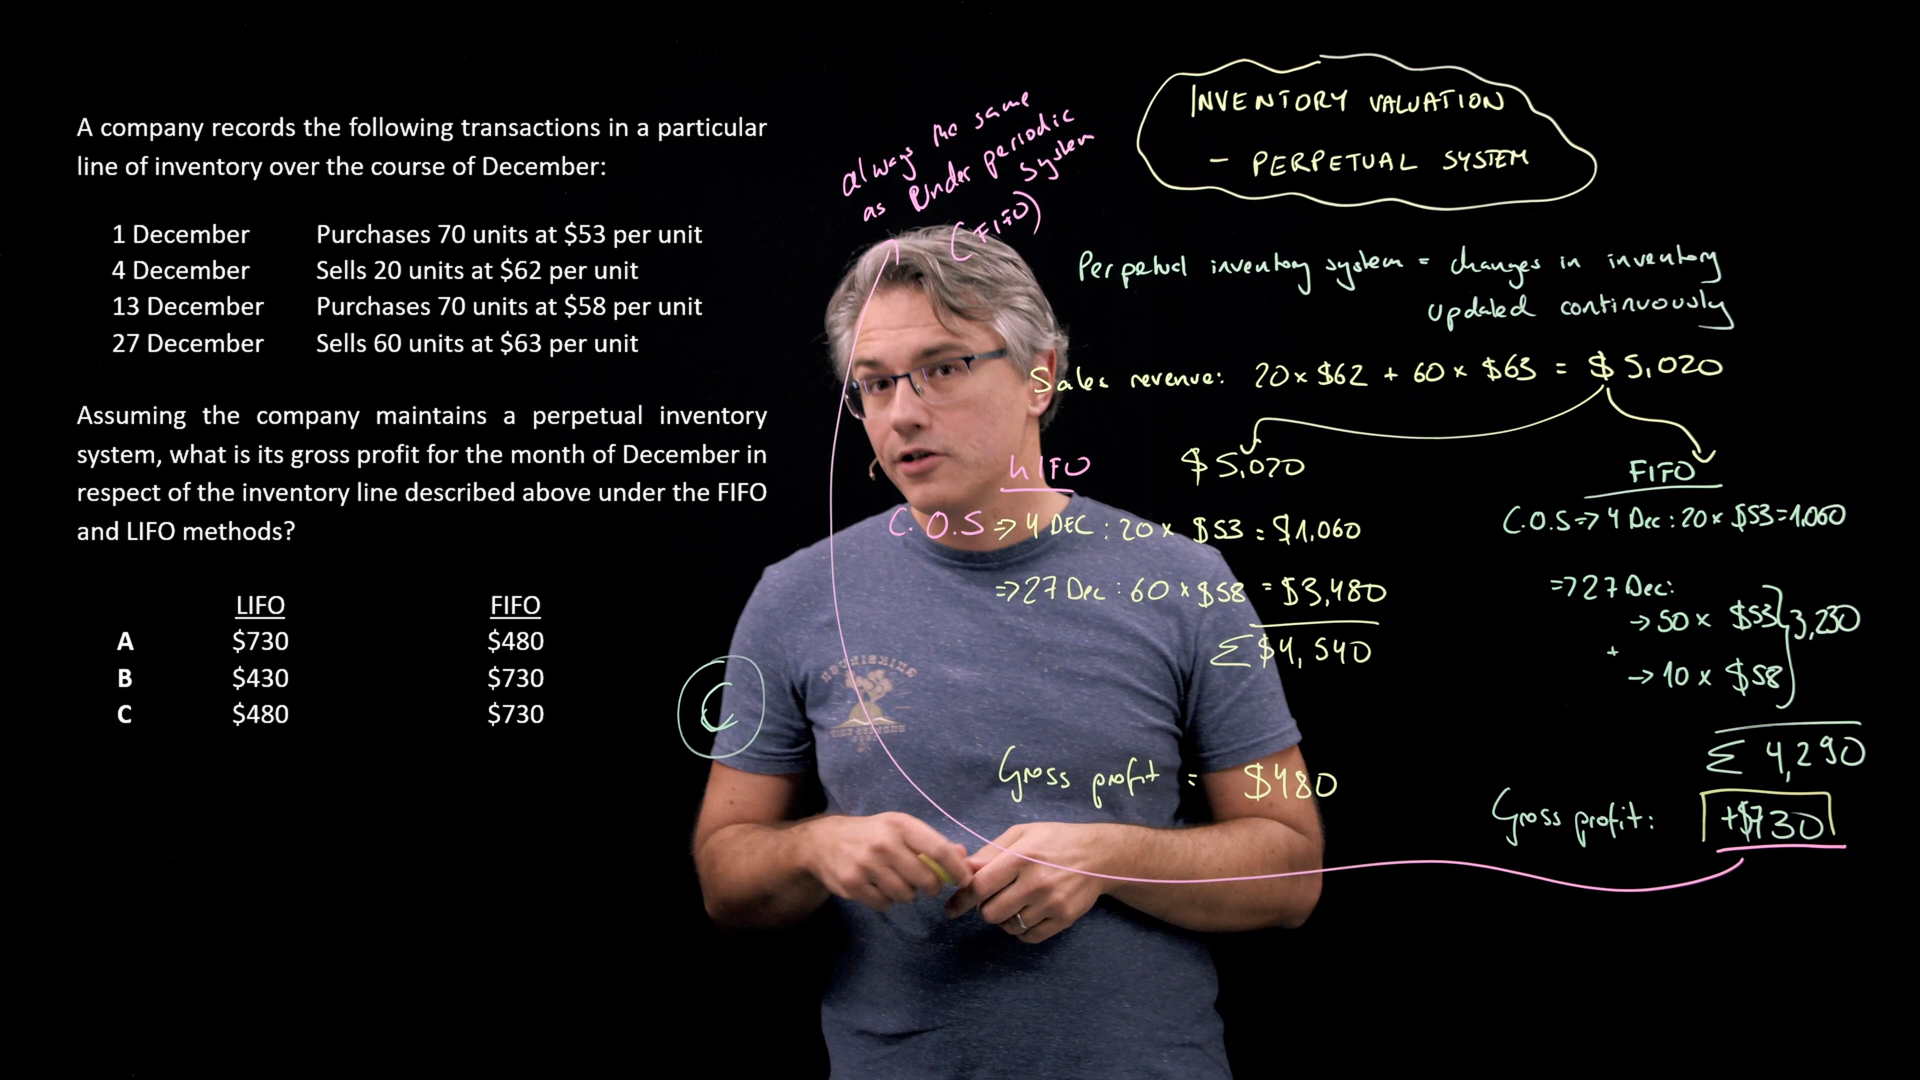 A company records the following transactions in a particular
line of inventory over the course of December:
1 December Purchases 70 units at $53 per unit
4 December Sells 20 units at $62 per unit
13 December Purchases 70 units at $58 per unit
27 December Sells 60 units at $63 per unit
Assuming the company maintains a perpetual inventory
system, what is its gross profit for the month of December in
respect of the inventory line described above under the FIFO
and LIFO methods?
LIFO FIFO
A $730 $480
B $430 $730
C $480 $730
C
always the same
as under periodic
system
(FIFO)
INVENTORY VALUATION
- PERPETUAL SYSTEM
Perpetual inventory system = changes in inventory
updated continuously
Sales revenue: 20 x $62 + 60 x $63 = $5,020
LIFO $5,020
C.O.S => 4 DEC: 20 x $53 = $1,060
=> 27 Dec: 60 x $58 = $3,480
Σ $4,540
Gross profit = $480
FIFO
C.O.S => 4 Dec: 20 x $53 = 1,060
=> 27 Dec:
→ 50 x $53 } 3,230
+
→ 10 x $58
Σ 4,290
Gross profit: +$730